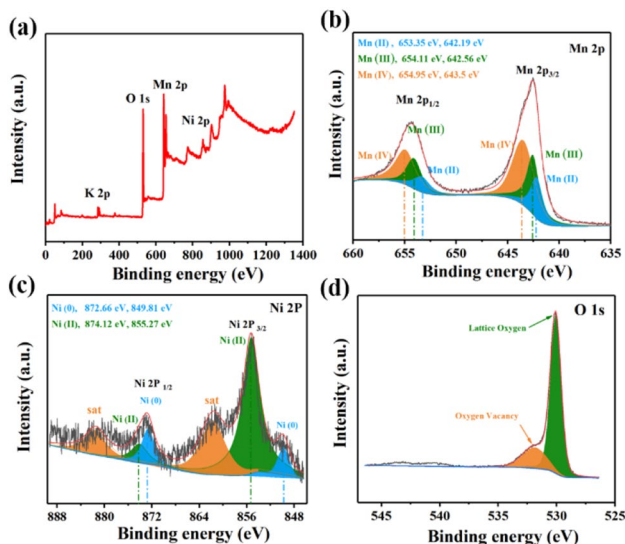 (a)
O 1s
Mn 2p
Ni 2p
K 2p
Intensity (a.u.)
0 200 400 600 800 1000 1200 1400
Binding energy (eV)
(b)
Mn (II), 653.35 eV, 642.19 eV
Mn (III), 654.11 eV, 642.56 eV
Mn (IV), 654.95 eV, 643.5 eV
Mn 2p
Mn 2p3/2
Mn 2p1/2
Mn (III)
Mn (IV)
Mn (IV)
Mn (III)
Mn (II)
Mn (II)
Intensity (a.u.)
660 655 650 645 640 635
Binding energy (eV)
(c)
Ni (0), 872.66 eV, 849.81 eV
Ni (II), 874.12 eV, 855.27 eV
Ni 2P
Ni 2P 3/2
Ni (II)
Ni 2P 1/2
Ni (0)
sat
Ni (II)
sat
Ni (0)
Intensity (a.u.)
888 880 872 864 856 848
Binding energy (eV)
(d)
O 1s
Lattice Oxygen
Oxygen Vacancy
Intensity (a.u.)
545 540 535 530 525
Binding energy (eV)